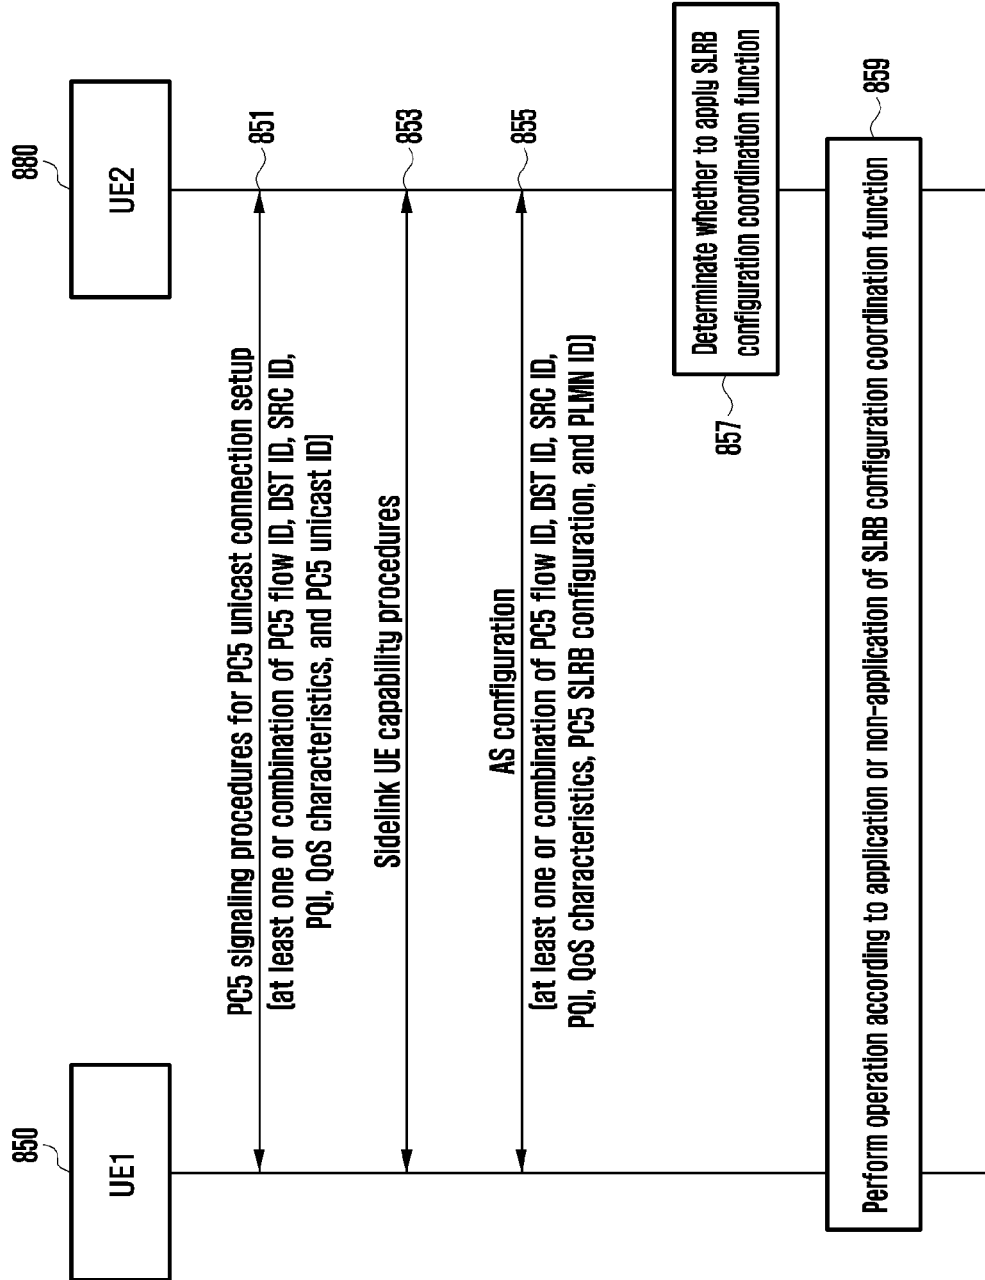 850
UE1
880
UE2
PC5 signaling procedures for PC5 unicast connection setup
(at least one or combination of PC5 flow ID, DST ID, SRC ID,
PQI, QoS characteristics, and PC5 unicast ID)
851
Sidelink UE capability procedures
853
AS configuration
(at least one or combination of PC5 flow ID, DST ID, SRC ID,
PQI, QoS characteristics, PC5 SLRB configuration, and PLMN ID)
855
857
Determinate whether to apply SLRB
configuration coordination function
Perform operation according to application or non-application of SLRB configuration coordination function
859